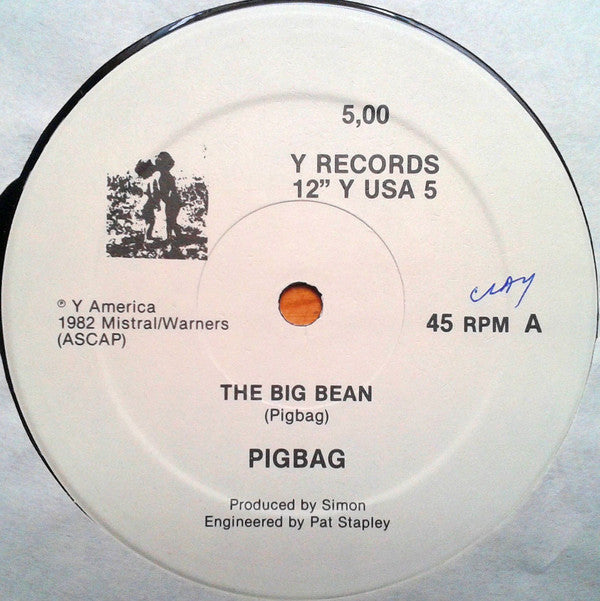 5,00
Y RECORDS
12” Y USA 5
℗ Y America
1982 Mistral/Warners
(ASCAP)
CLAY
45 RPM A
THE BIG BEAN
(Pigbag)
PIGBAG
Produced by Simon
Engineered by Pat Stapley